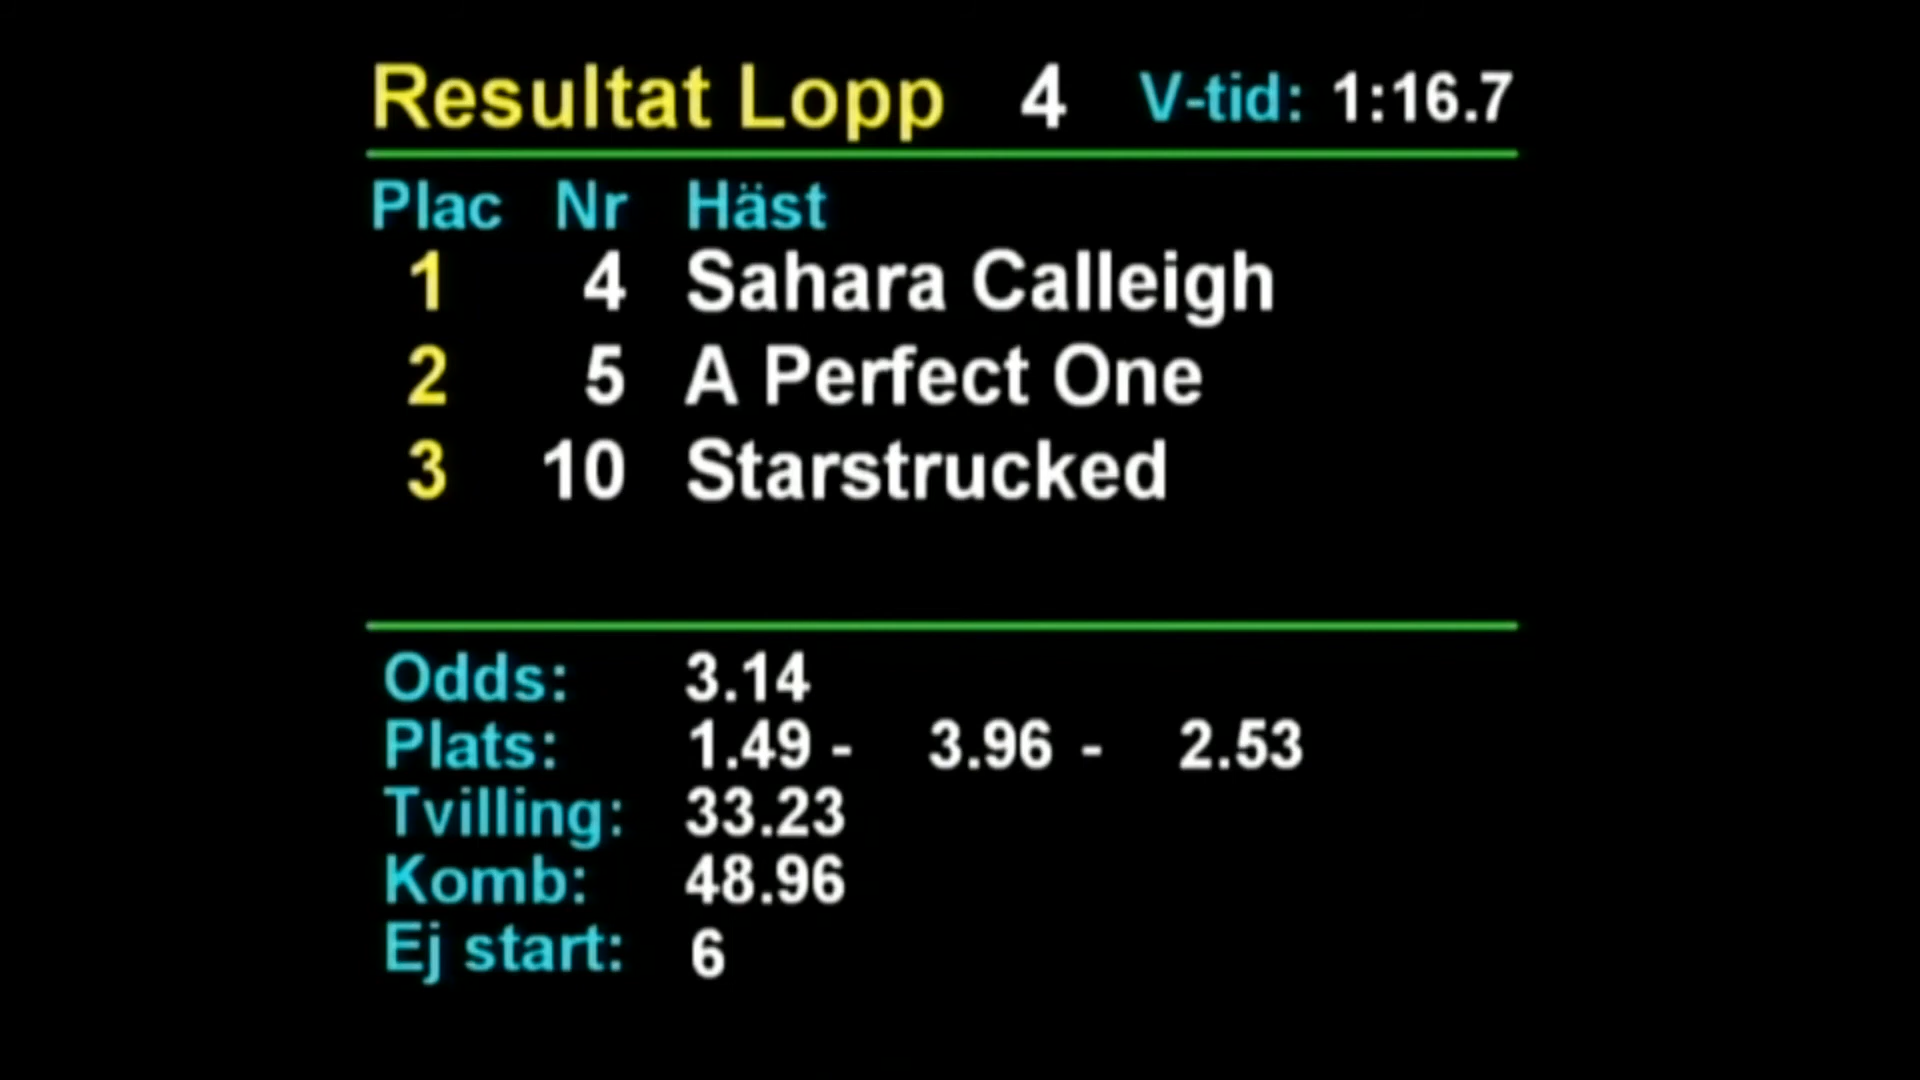 Resultat Lopp 4 V-tid: 1:16.7
Plac Nr Häst
1 4 Sahara Calleigh
2 5 A Perfect One
3 10 Starstrucked
Odds: 3.14
Plats: 1.49 - 3.96 - 2.53
Tvilling: 33.23
Komb: 48.96
Ej start: 6